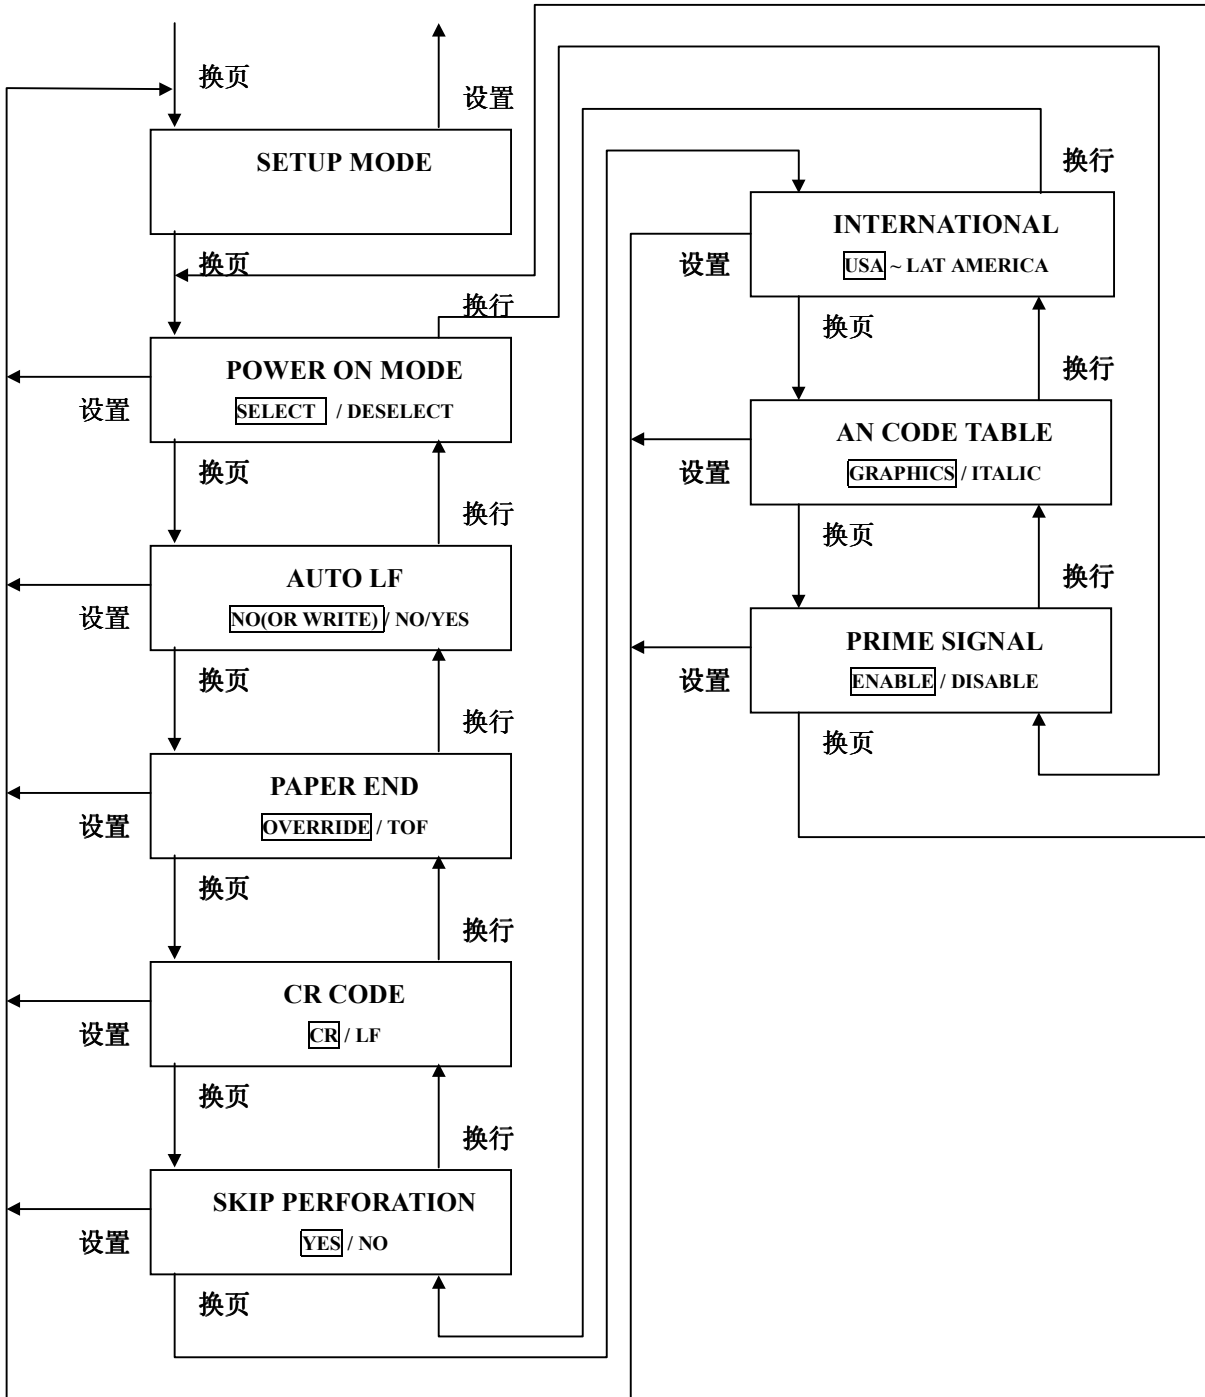 换页
设置
SETUP MODE
换页
换行
POWER ON MODE
SELECT / DESELECT
设置
换页
换行
AUTO LF
NO(OR WRITE) / NO/YES
设置
换页
换行
PAPER END
OVERRIDE / TOF
设置
换页
换行
CR CODE
CR / LF
设置
换页
换行
SKIP PERFORATION
YES / NO
设置
换页
换行
INTERNATIONAL
USA ~ LAT AMERICA
设置
换页
换行
AN CODE TABLE
GRAPHICS / ITALIC
设置
换页
换行
PRIME SIGNAL
ENABLE / DISABLE
设置
换页